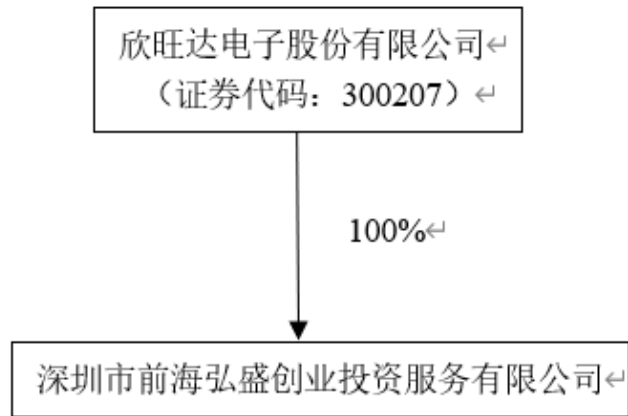 欣旺达电子股份有限公司↵
（证券代码：300207）↵
100%↵
深圳市前海弘盛创业投资服务有限公司↵